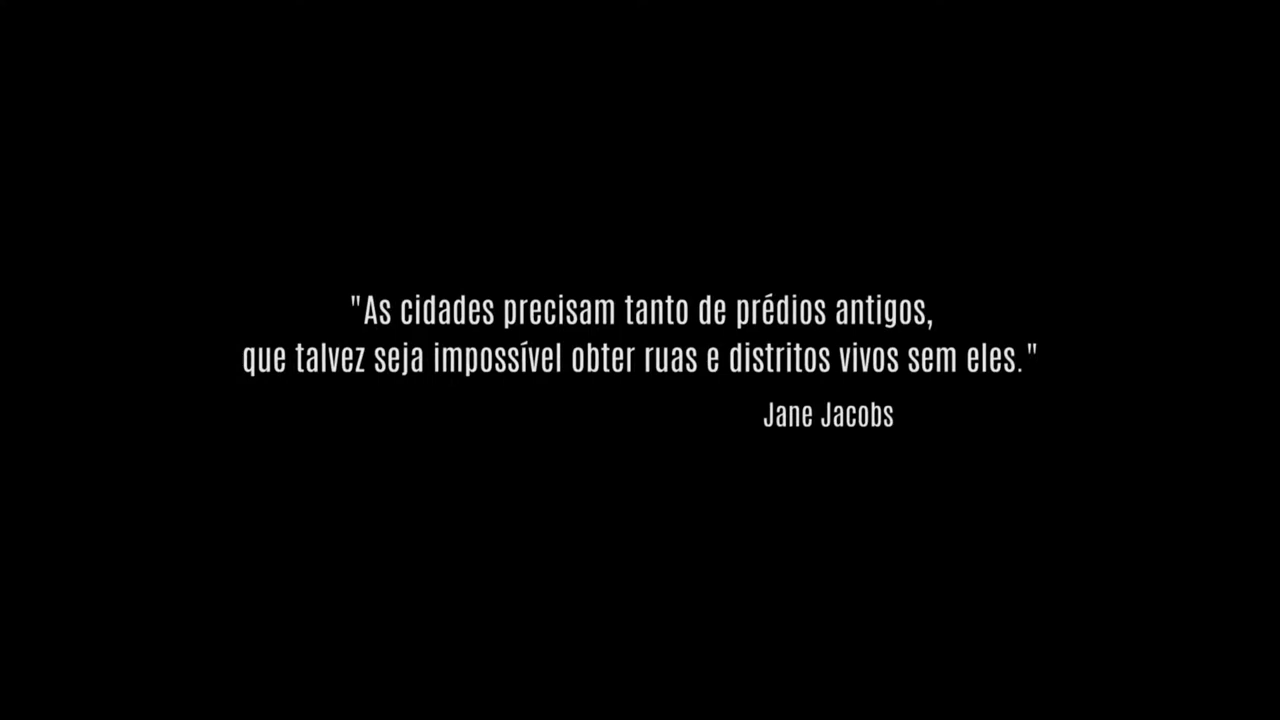 "As cidades precisam tanto de prédios antigos,
que talvez seja impossível obter ruas e distritos vivos sem eles."
Jane Jacobs